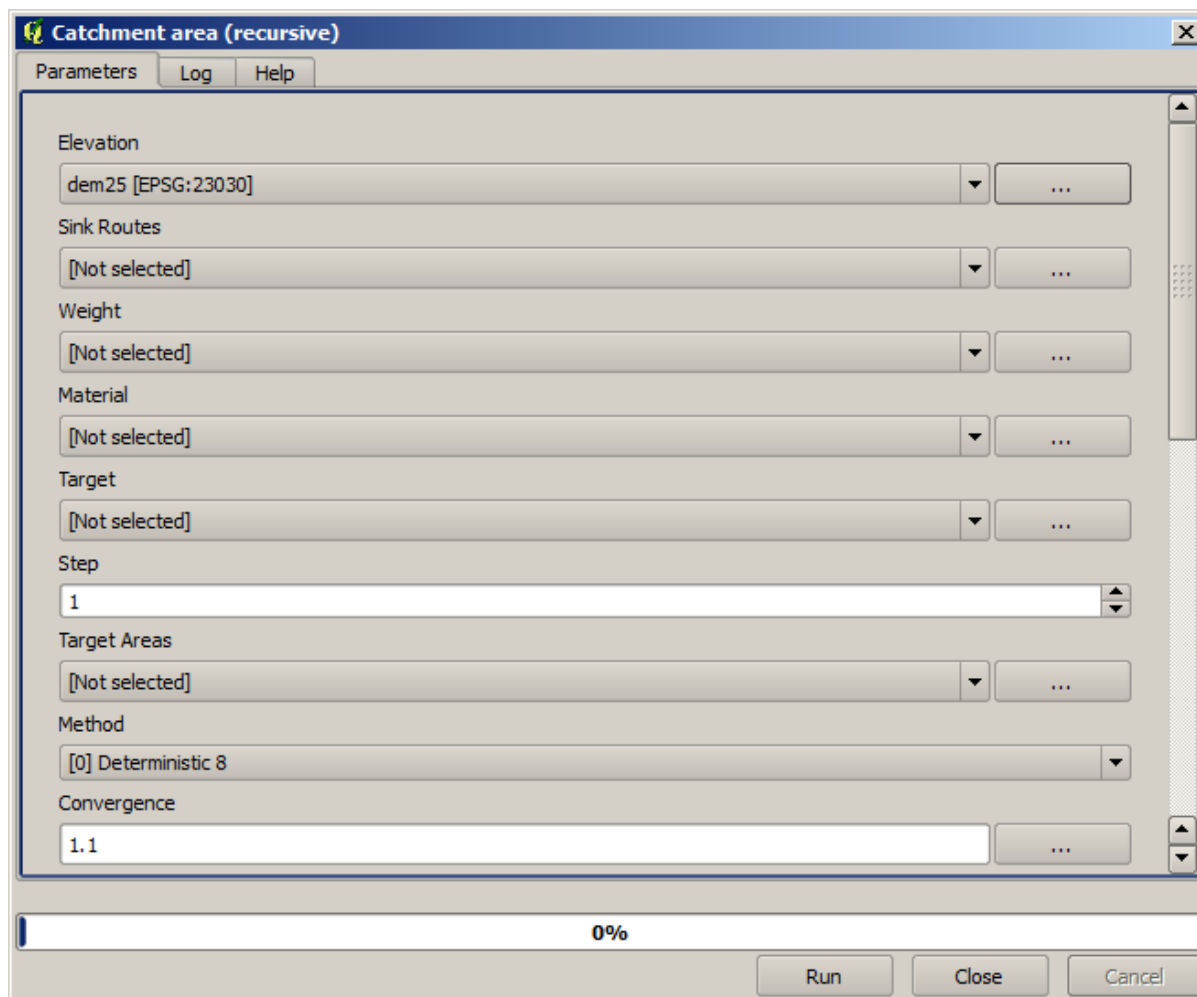 Catchment area (recursive)
Parameters Log Help
Elevation
dem25 [EPSG:23030] ...
Sink Routes
[Not selected] ...
Weight
[Not selected] ...
Material
[Not selected] ...
Target
[Not selected] ...
Step
1
Target Areas
[Not selected] ...
Method
[0] Deterministic 8
Convergence
1.1 ...
0%
Run Close Cancel